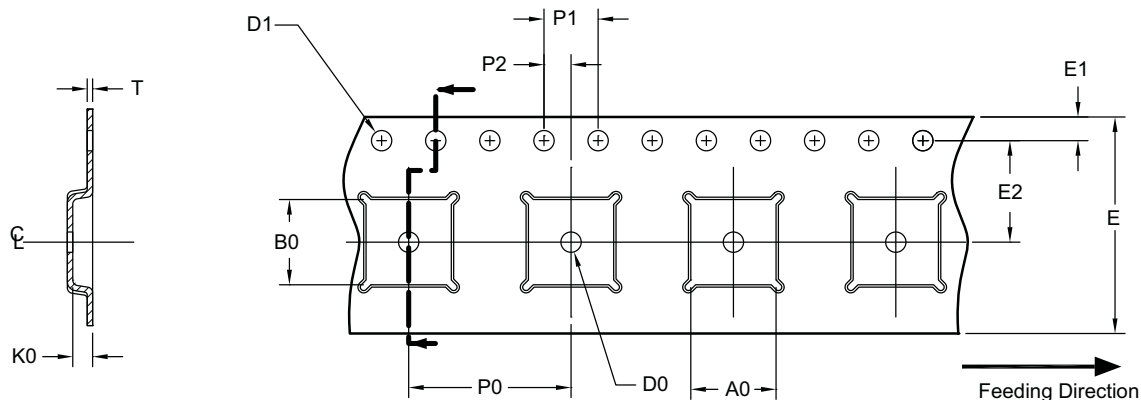 P1
D1
P2
E1
T
E2
E
B0
℄
K0
P0
D0
A0
Feeding Direction